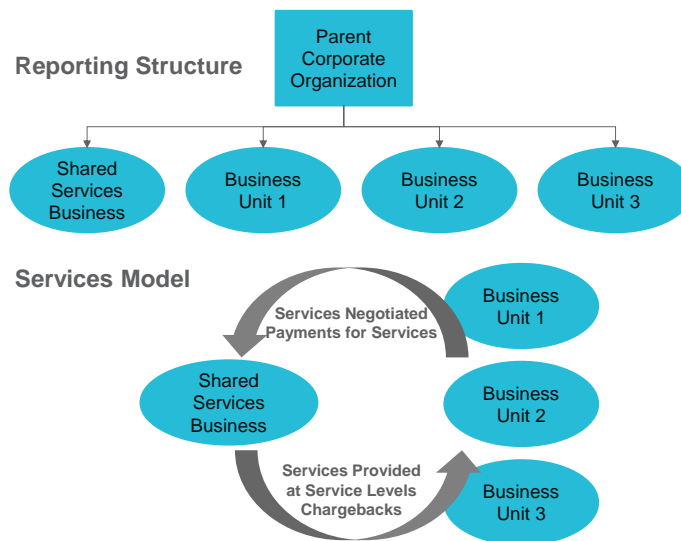 Parent
Corporate
Organization
Reporting Structure
Shared
Services
Business
Business
Unit 1
Business
Unit 2
Business
Unit 3
Services Model
Business
Unit 1
Services Negotiated
Payments for Services
Shared
Services
Business
Business
Unit 2
Services Provided
at Service Levels
Chargebacks
Business
Unit 3